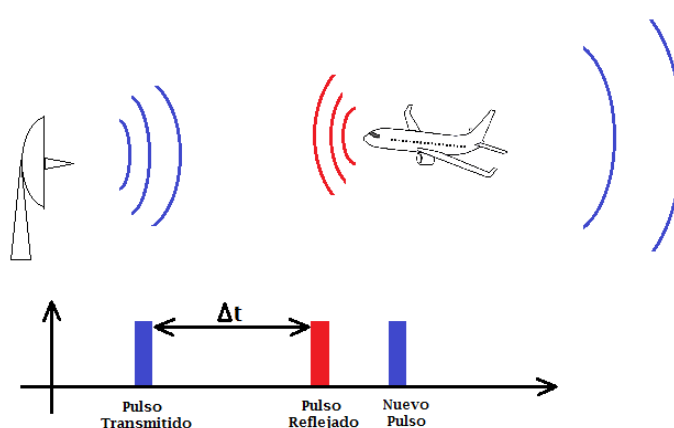 Δt
Pulso
Transmitido
Pulso
Reflejado
Nuevo
Pulso